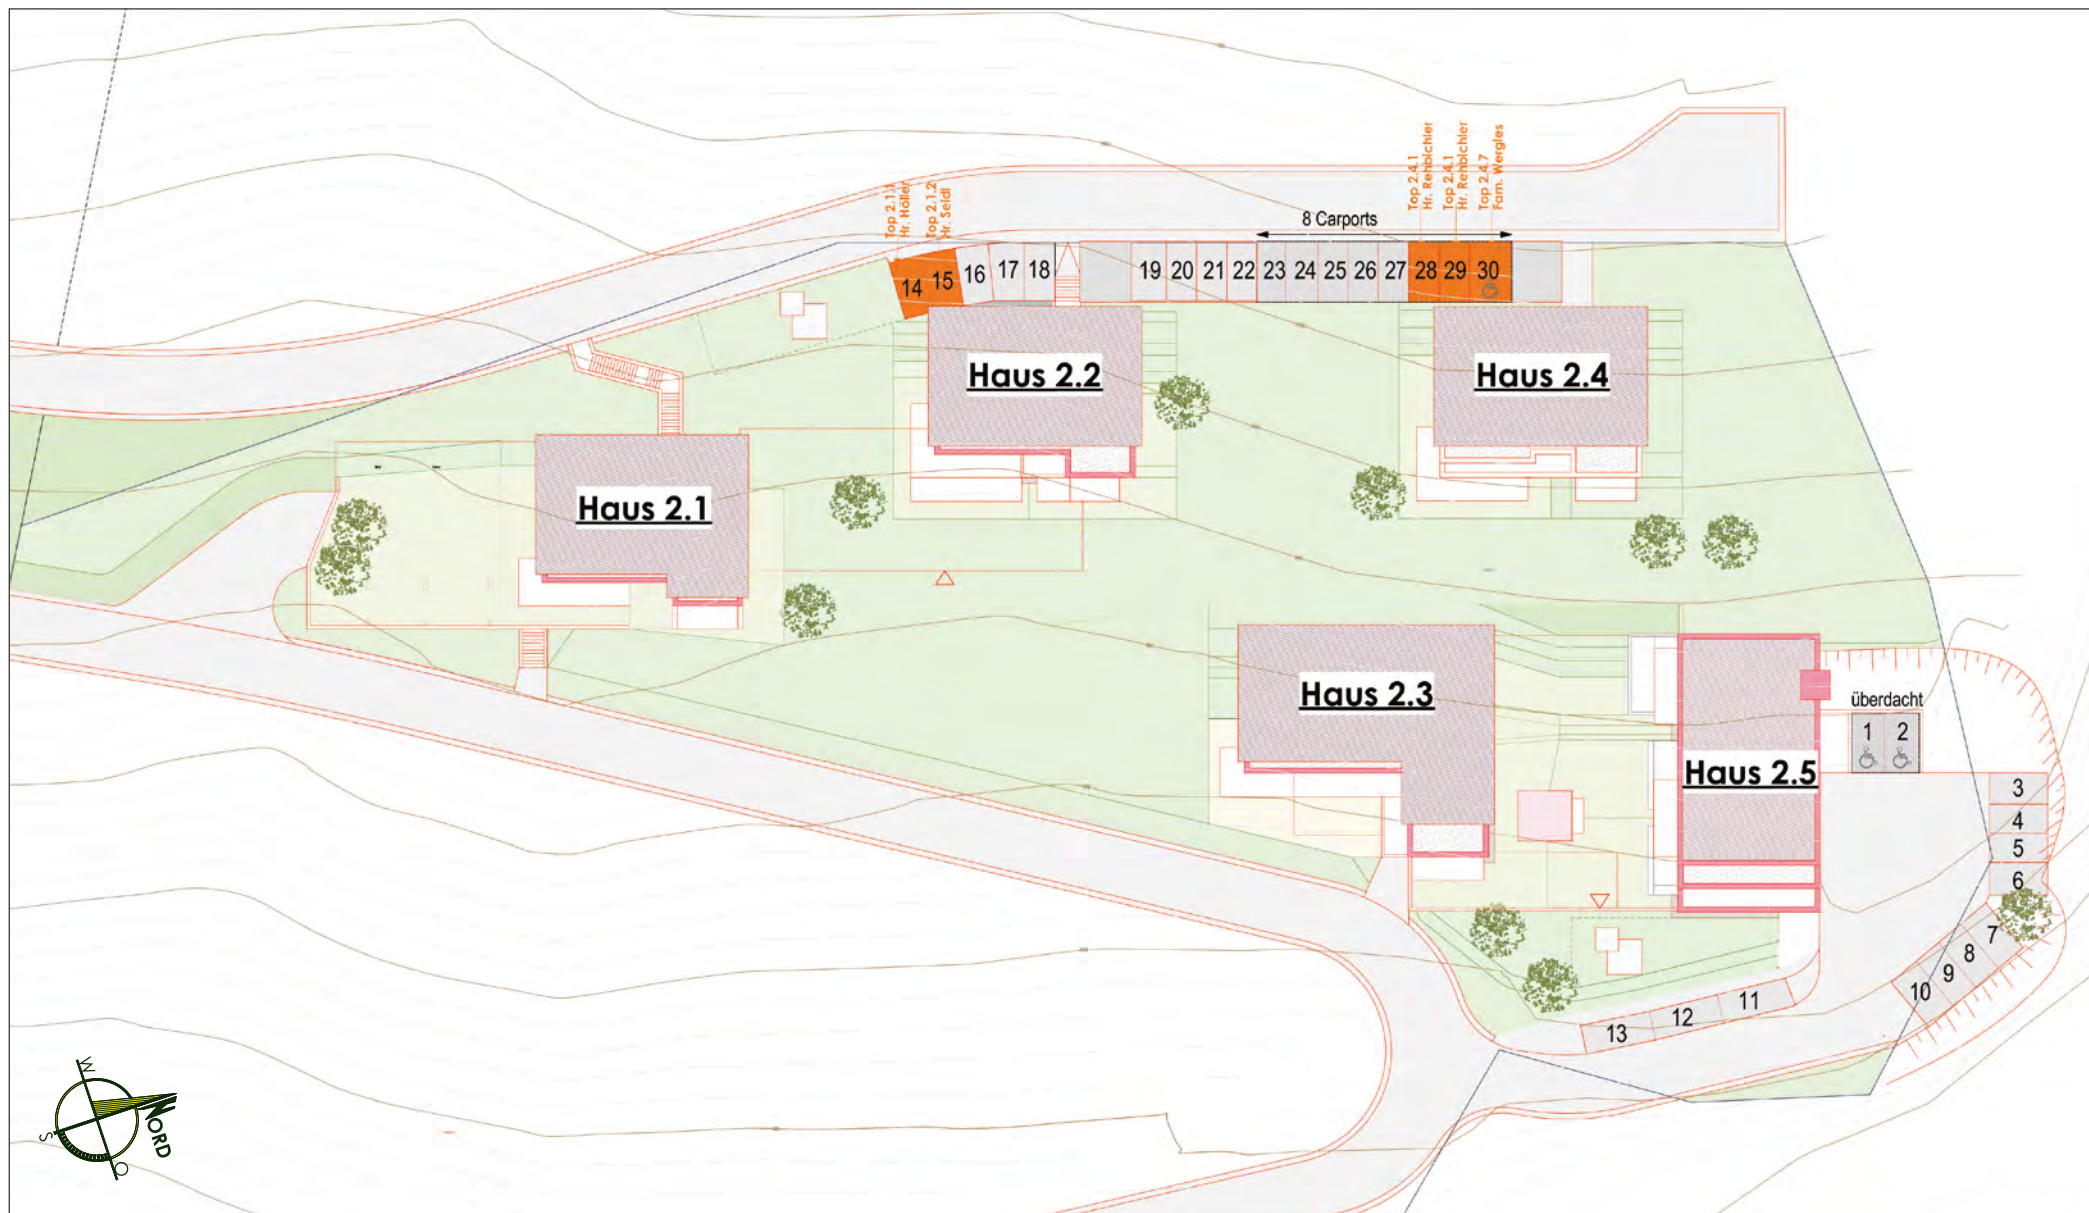 Top 2.1.1
Hr. Höller
Top 2.1.2
Hr. Seidl
8 Carports
Top 2.4.1
Hr. Rehbichler
Top 2.4.1
Hr. Rehbichler
Top 2.4.7
Fam. Wergles
14
15
16
17
18
19
20
21
22
23
24
25
26
27
28
29
30
Haus 2.2
Haus 2.4
Haus 2.1
Haus 2.3
Haus 2.5
überdacht
1
2
3
4
5
6
7
8
9
10
11
12
13
W
NORD
S
O